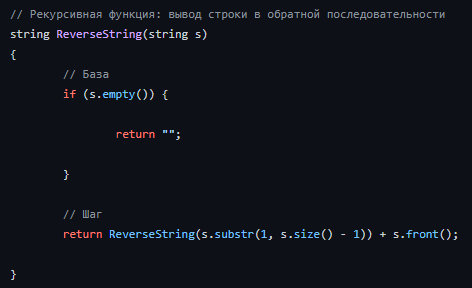 // Рекурсивная функция: вывод строки в обратной последовательности
string ReverseString(string s)
{
// База
if (s.empty()) {
return "";
}
// Шаг
return ReverseString(s.substr(1, s.size() - 1)) + s.front();
}